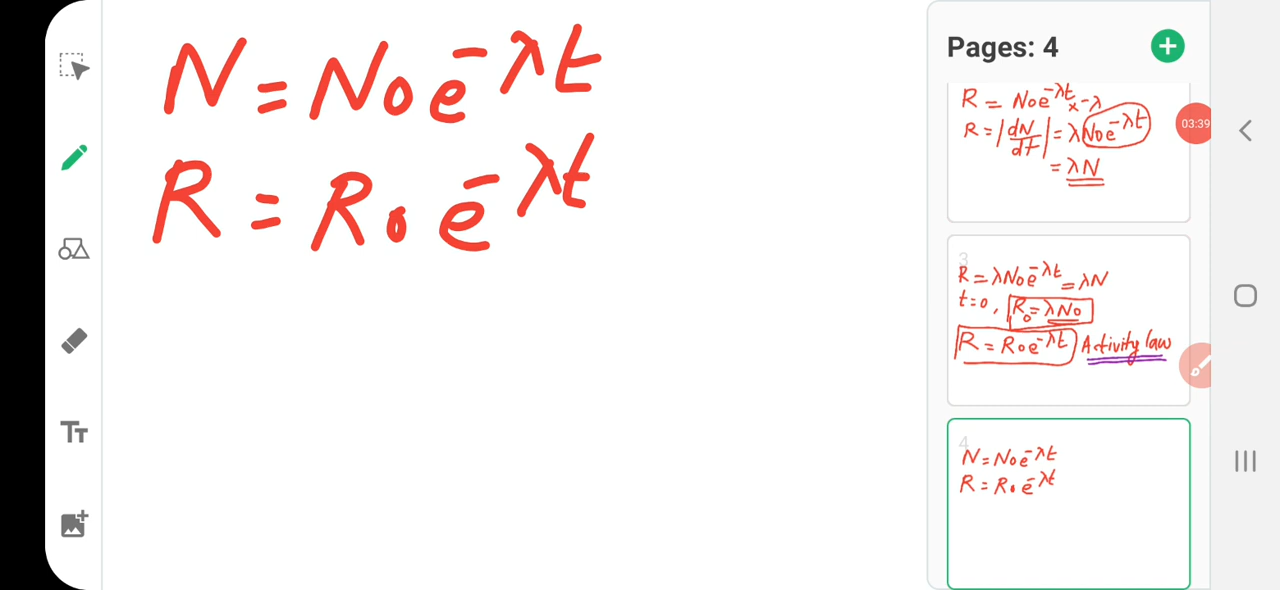 N = N₀e^-λt
R = R₀e^-λt
Tт
Pages: 4
R = N₀e^-λt x -λ
R = |dN/dt| = λN₀e^-λt
= λN
03:39
3
R = λN₀e^-λt = λN
t=0, R₀ = λN₀
R = R₀e^-λt Activity law
4
N = N₀e^-λt
R = R₀e^-λt